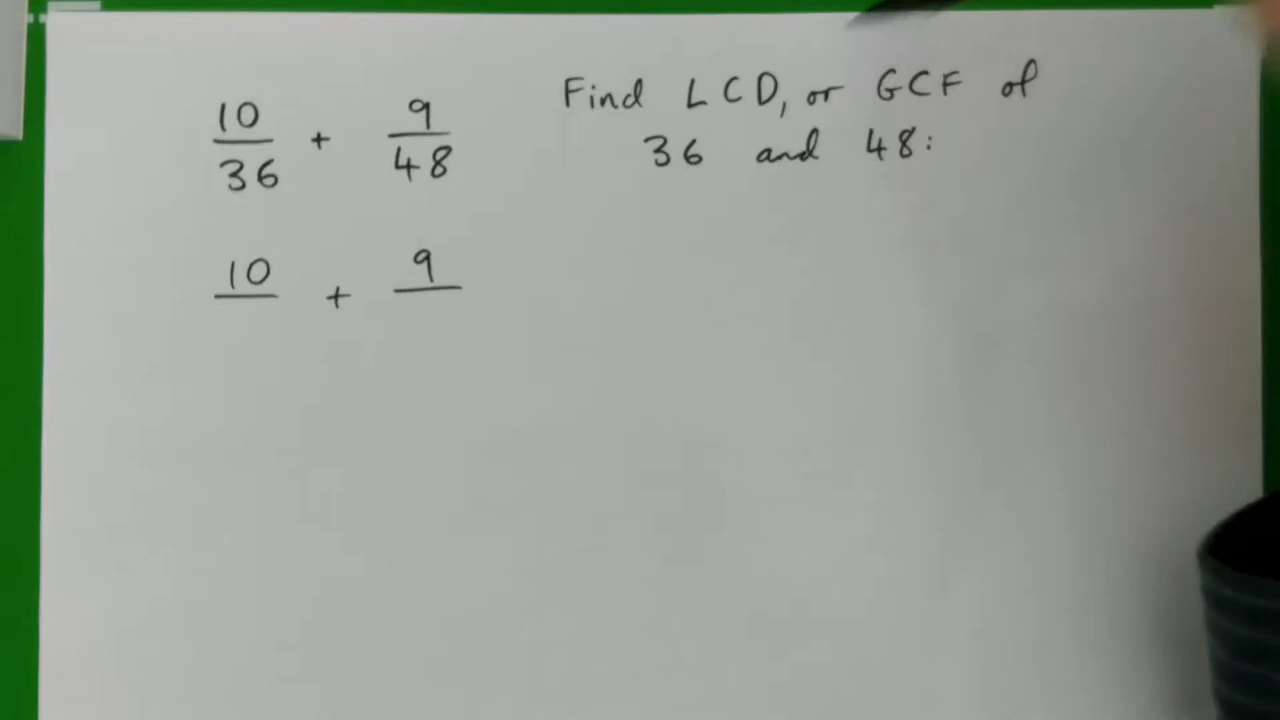 10/36 + 9/48
Find LCD, or GCF of
36 and 48:
10 + 9